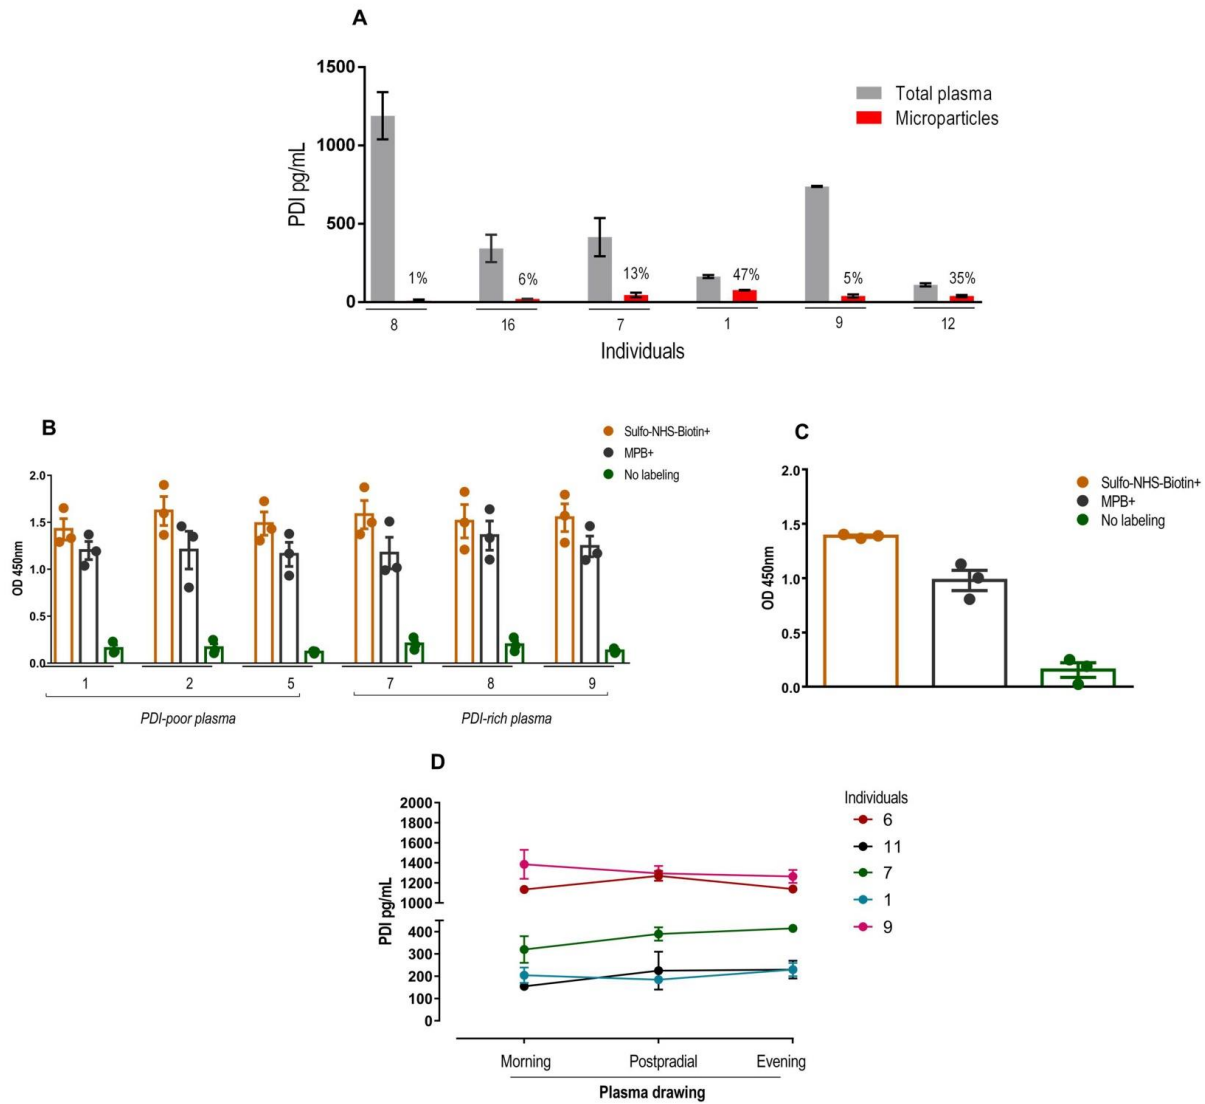 A
1500
1000
500
0
PDI pg/mL
Total plasma
Microparticles
1%
6%
13%
47%
5%
35%
8
16
7
1
9
12
Individuals
B
Sulfo-NHS-Biotin+
MPB+
No labeling
2.0
1.5
1.0
0.5
0.0
OD 450nm
1
2
5
7
8
9
PDI-poor plasma
PDI-rich plasma
C
Sulfo-NHS-Biotin+
MPB+
No labeling
2.0
1.5
1.0
0.5
0.0
OD 450nm
D
2000
1800
1600
1400
1200
1000
400
300
200
100
0
PDI pg/mL
Individuals
6
11
7
1
9
Morning
Postpradial
Evening
Plasma drawing